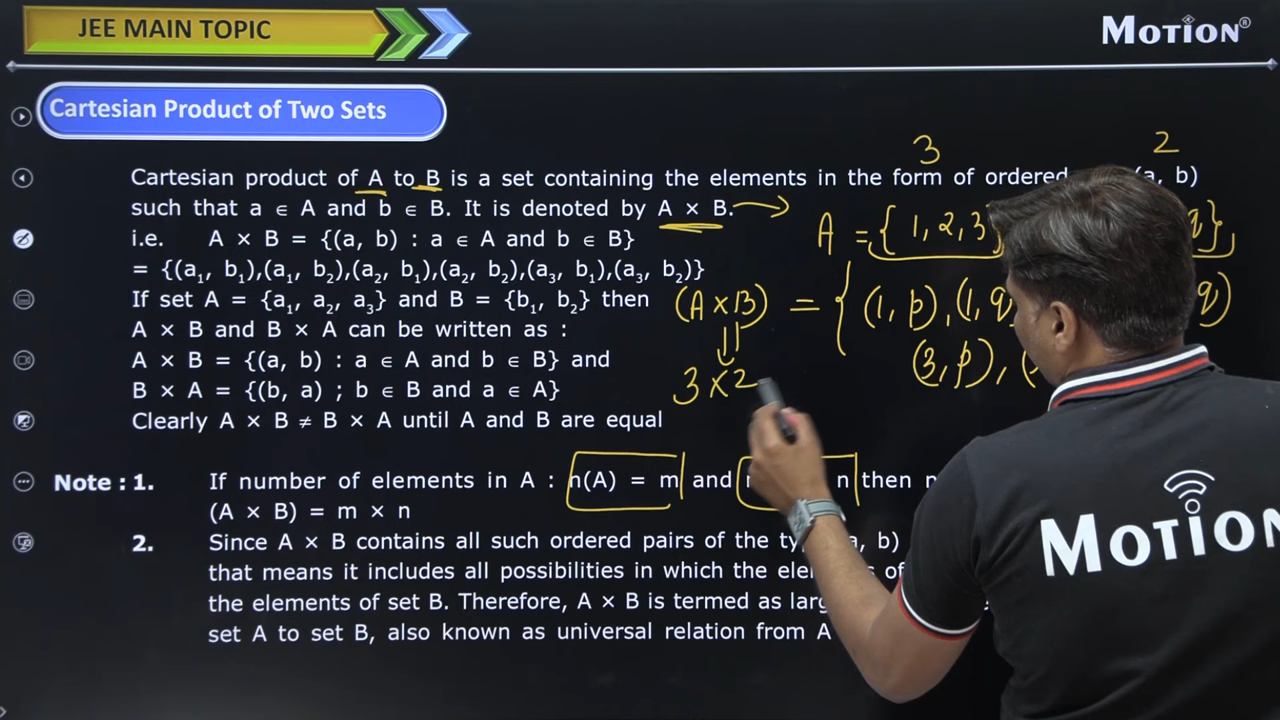 JEE MAIN TOPIC
MOTION®
Cartesian Product of Two Sets
3 2
Cartesian product of A to B is a set containing the elements in the form of ordered (a, b)
such that a ∈ A and b ∈ B. It is denoted by A × B. →
A = { 1, 2, 3 q},
i.e. A × B = {(a, b) : a ∈ A and b ∈ B}
= {(a₁, b₁),(a₁, b₂),(a₂, b₁),(a₂, b₂),(a₃, b₁),(a₃, b₂)}
(A × B) = { (1, p), (1, q q)
(3, p), (
3 × 2
If set A = {a₁, a₂, a₃} and B = {b₁, b₂} then
A × B and B × A can be written as :
A × B = {(a, b) : a ∈ A and b ∈ B} and
B × A = {(b, a) ; b ∈ B and a ∈ A}
Clearly A × B ≠ B × A until A and B are equal
Note : 1. If number of elements in A : n(A) = m and n then n
(A × B) = m × n
2. Since A × B contains all such ordered pairs of the a, b)
that means it includes all possibilities in which the of
the elements of set B. Therefore, A × B is termed as
set A to set B, also known as universal relation from A
MOTION